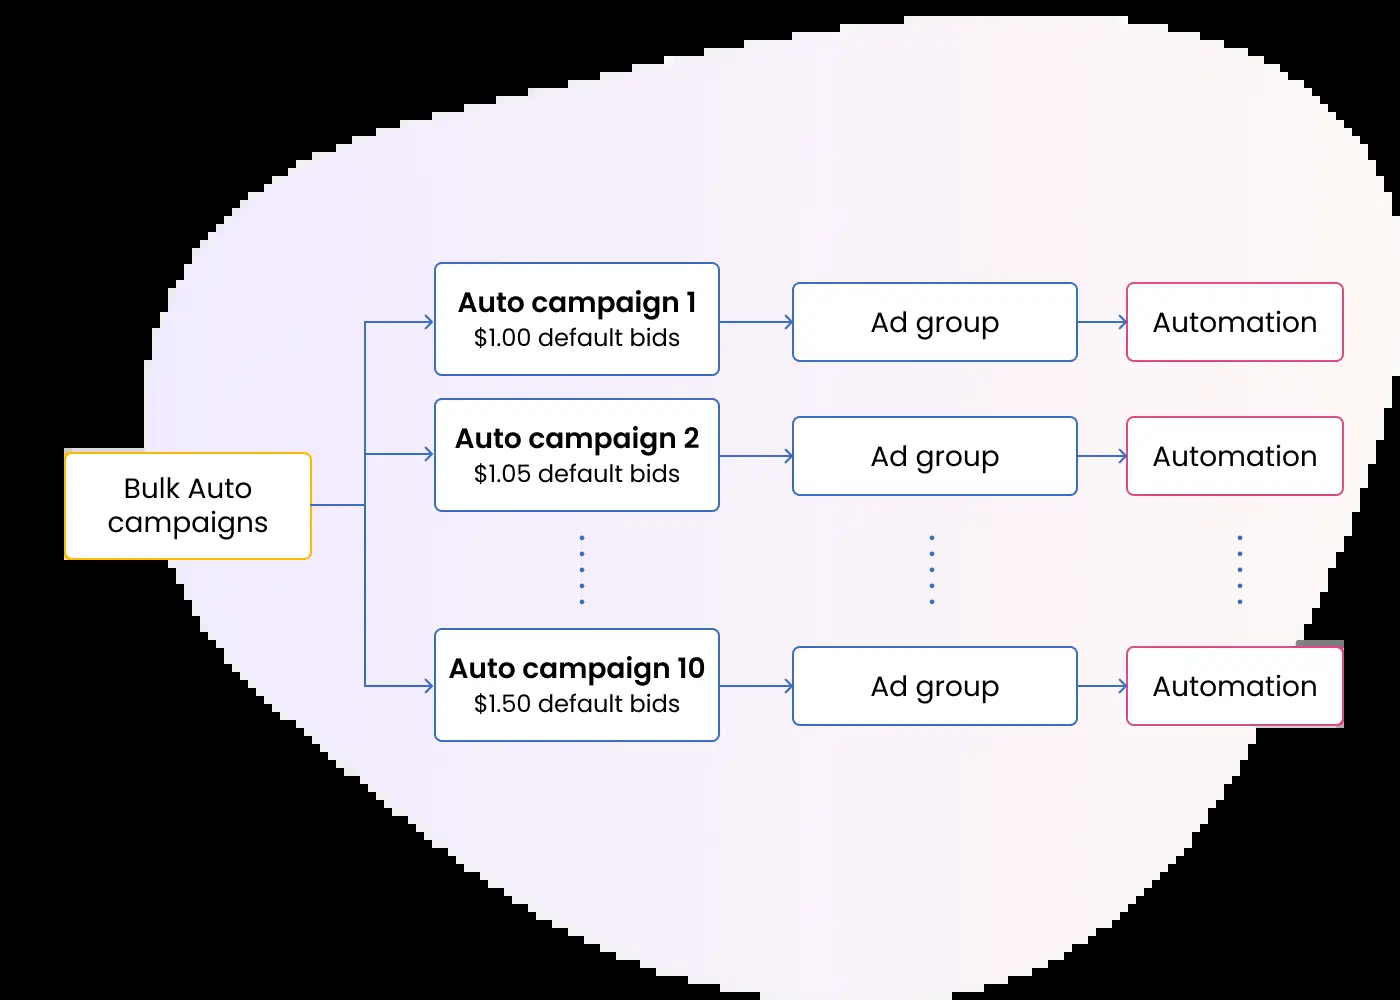 Bulk Auto
campaigns
Auto campaign 1
$1.00 default bids
Ad group
Automation
Auto campaign 2
$1.05 default bids
Ad group
Automation
Auto campaign 10
$1.50 default bids
Ad group
Automation